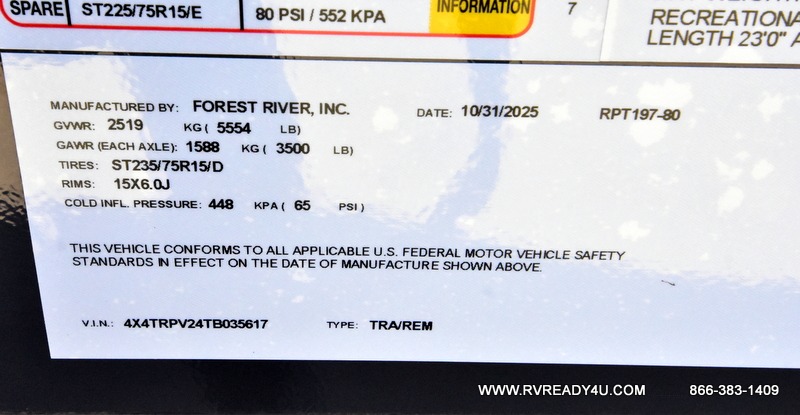 SPARE ST225/75R15/E 80 PSI / 552 KPA INFORMATION 7
RECREATIONA
LENGTH 23'0"
MANUFACTURED BY: FOREST RIVER, INC. DATE: 10/31/2025 RPT197-80
GVWR: 2519 KG ( 5554 LB)
GAWR (EACH AXLE): 1588 KG ( 3500 LB)
TIRES: ST235/75R15/D
RIMS: 15X6.0J
COLD INFL. PRESSURE: 448 KPA ( 65 PSI )
THIS VEHICLE CONFORMS TO ALL APPLICABLE U.S. FEDERAL MOTOR VEHICLE SAFETY
STANDARDS IN EFFECT ON THE DATE OF MANUFACTURE SHOWN ABOVE.
V.I.N.: 4X4TRPV24TB035617 TYPE: TRA/REM
WWW.RVREADY4U.COM 866-383-1409